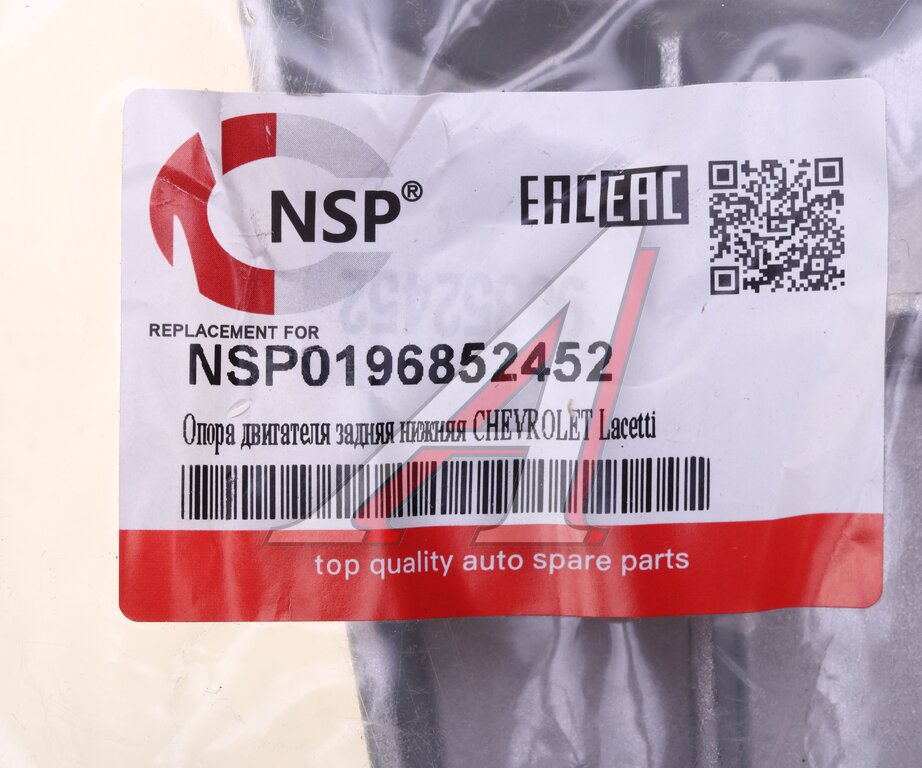 NSP®
EAC EAC
REPLACEMENT FOR
NSP0196852452
Опора двигателя задняя нижняя CHEVROLET Lacetti
top quality auto spare parts